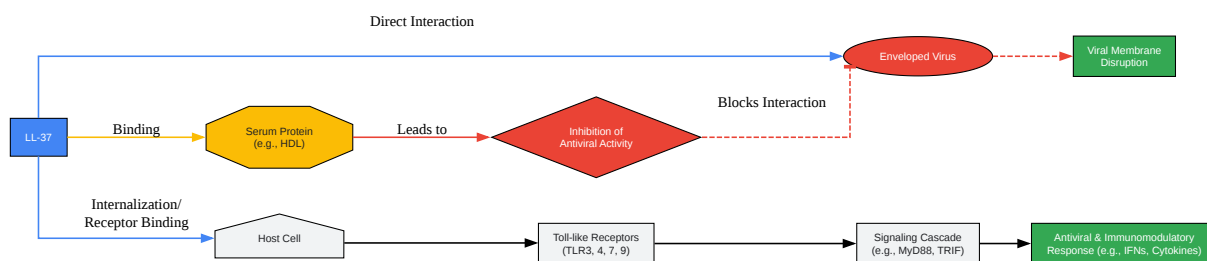 Direct Interaction
Enveloped Virus
Viral Membrane
Disruption
Blocks Interaction
LL-37
Binding
Serum Protein
(e.g., HDL)
Leads to
Inhibition of
Antiviral Activity
Internalization/
Receptor Binding
Host Cell
Toll-like Receptors
(TLR3, 4, 7, 9)
Signaling Cascade
(e.g., MyD88, TRIF)
Antiviral & Immunomodulatory
Response (e.g., IFNs, Cytokines)